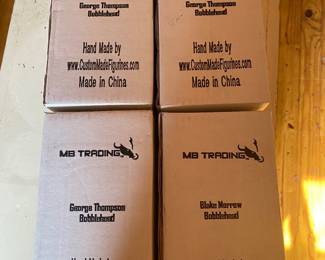 George Thompson
Bobblehead
Hand Made by
www.CustomMadeFigurines.com
Made in China
George Thompson
Bobblehead
Hand Made by
www.CustomMadeFigurines.com
Made in China
MB TRADING
George Thompson
Bobblehead
MB TRADING
Blake Morrow
Bobblehead